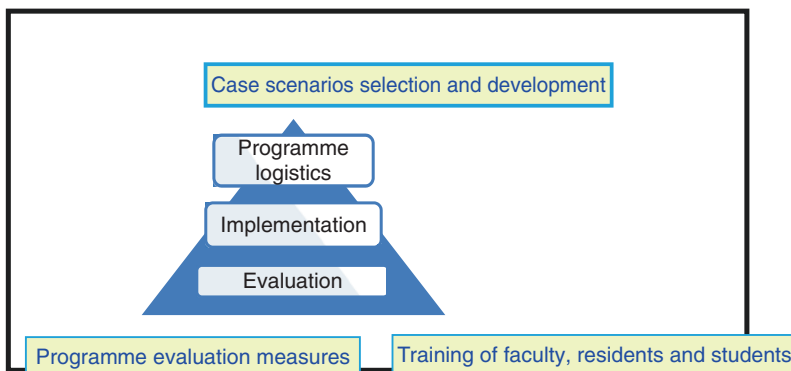 Case scenarios selection and development
Programme
logistics
Implementation
Evaluation
Programme evaluation measures
Training of faculty, residents and students